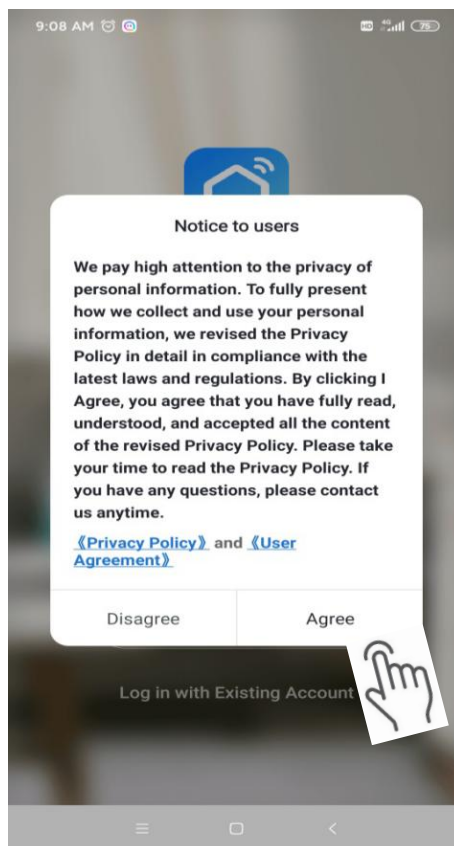 9:08 AM
HD 4G 75
Notice to users
We pay high attention to the privacy of
personal information. To fully present
how we collect and use your personal
information, we revised the Privacy
Policy in detail in compliance with the
latest laws and regulations. By clicking I
Agree, you agree that you have fully read,
understood, and accepted all the content
of the revised Privacy Policy. Please take
your time to read the Privacy Policy. If
you have any questions, please contact
us anytime.
《Privacy Policy》 and 《User
Agreement》
Disagree Agree
Log in with Existing Account